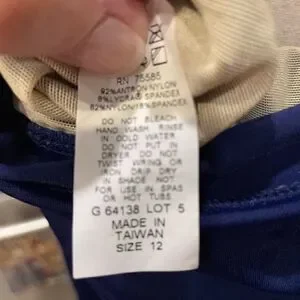 RN 75585
92%ANTRON NYLON
8%LYCRA® SPANDEX
82%NYLON/18%SPANDEX
DO NOT BLEACH
HAND WASH RINSE
IN COLD WATER
DO NOT PUT IN
DRYER DO NOT
TWIST WRING OR
IRON DRIP DRY
IN SHADE NOT
FOR USE IN SPAS
OR HOT TUBS
G 64138 LOT 5
MADE IN
TAIWAN
SIZE 12